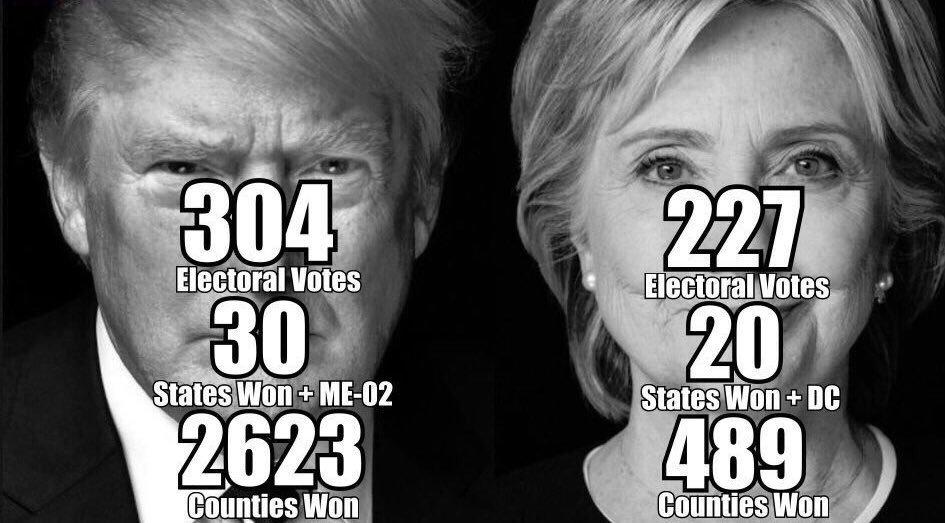 304
Electoral Votes
30
States Won + ME-02
2623
Counties Won
227
Electoral Votes
20
States Won + DC
489
Counties Won